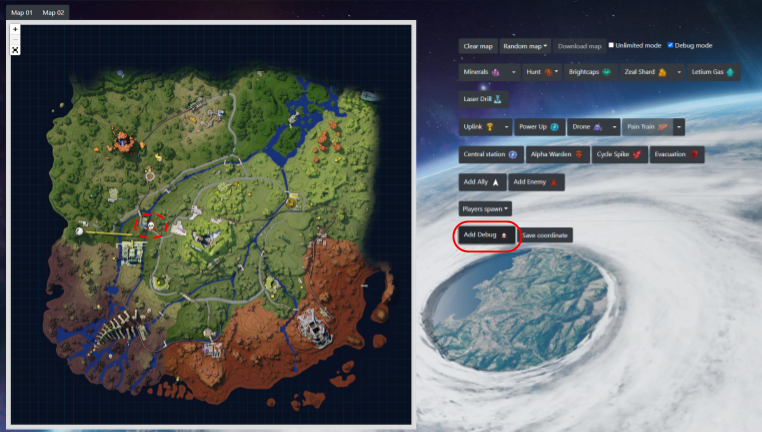 Map 01 Map 02
Clear map Random map Download map Unlimited mode Debug mode
Minerals Hunt Brightcaps Zeal Shard Letium Gas
Laser Drill
Uplink Power Up Drone Pain Train
Central station Alpha Warden Cycle Spike Evacuation
Add Ally Add Enemy
Players spawn
Add Debug Save coordinate